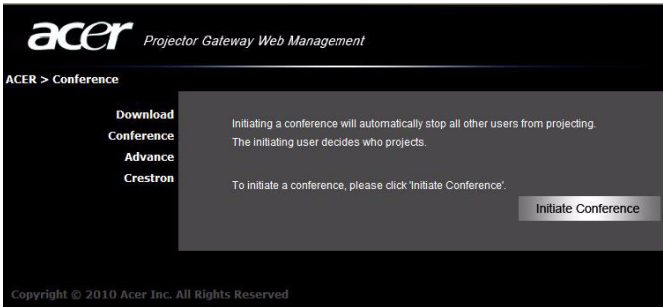 acer Projector Gateway Web Management
ACER > Conference
Download
Conference
Advance
Crestron
Initiating a conference will automatically stop all other users from projecting.
The initiating user decides who projects.
To initiate a conference, please click 'Initiate Conference'.
Initiate Conference
Copyright © 2010 Acer Inc. All Rights Reserved